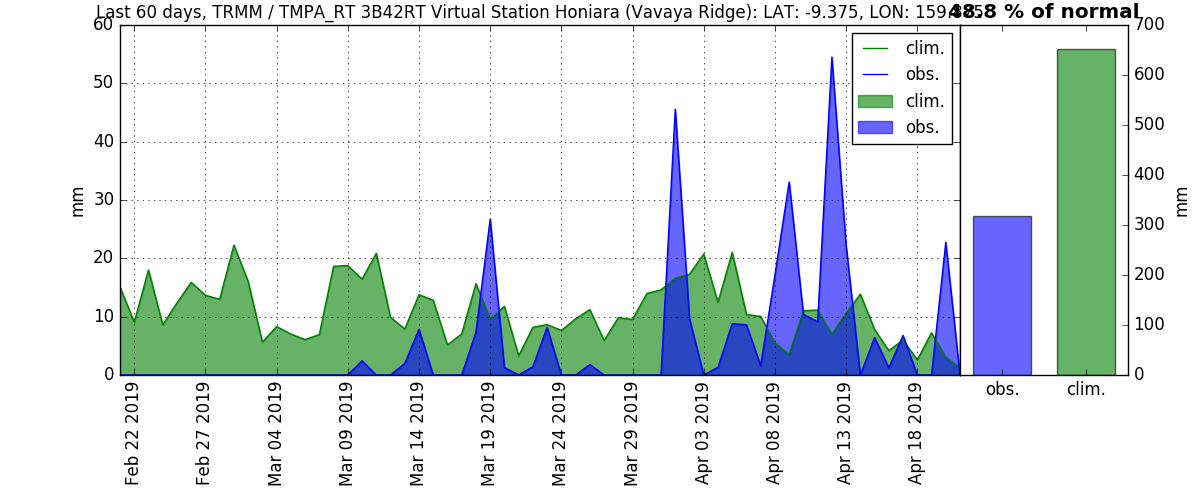 Last 60 days, TRMM / TMPA_RT 3B42RT Virtual Station Honiara (Vavaya Ridge): LAT: -9.375, LON:
48.8 % of normal
60
50
40
30
20
10
0
mm
clim.
obs.
clim.
obs.
700
600
500
400
300
200
100
0
mm
Feb 22 2019
Feb 27 2019
Mar 04 2019
Mar 09 2019
Mar 14 2019
Mar 19 2019
Mar 24 2019
Mar 29 2019
Apr 03 2019
Apr 08 2019
Apr 13 2019
Apr 18 2019
obs.
clim.